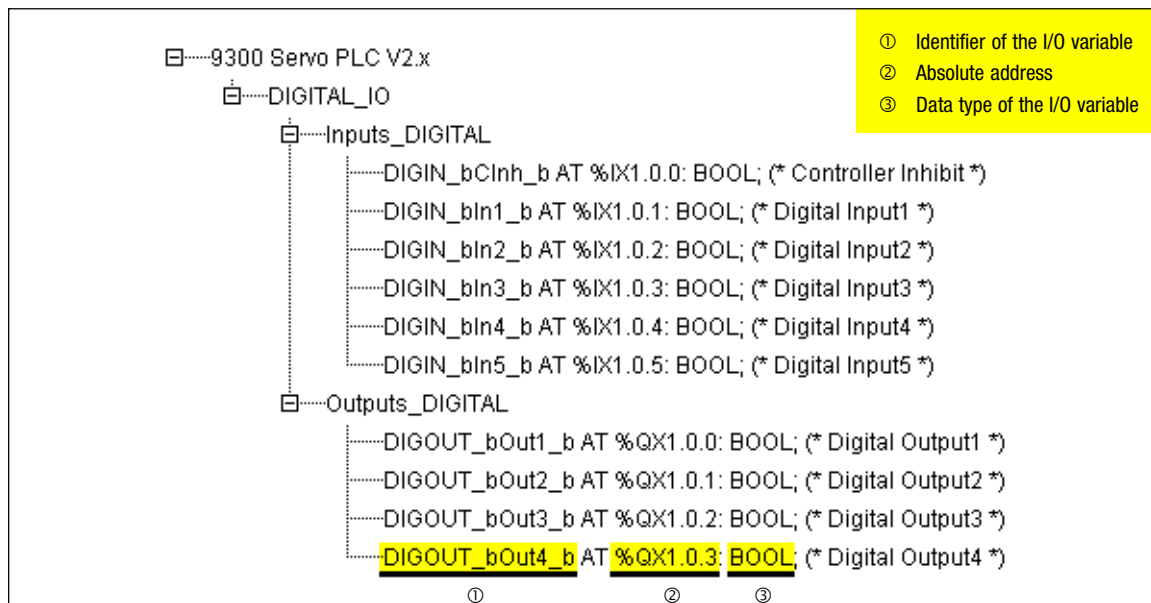 ① Identifier of the I/O variable
② Absolute address
③ Data type of the I/O variable
9300 Servo PLC V2.x
DIGITAL_IO
Inputs_DIGITAL
DIGIN_bCInh_b AT %IX1.0.0: BOOL; (* Controller Inhibit *)
DIGIN_bIn1_b AT %IX1.0.1: BOOL; (* Digital Input1 *)
DIGIN_bIn2_b AT %IX1.0.2: BOOL; (* Digital Input2 *)
DIGIN_bIn3_b AT %IX1.0.3: BOOL; (* Digital Input3 *)
DIGIN_bIn4_b AT %IX1.0.4: BOOL; (* Digital Input4 *)
DIGIN_bIn5_b AT %IX1.0.5: BOOL; (* Digital Input5 *)
Outputs_DIGITAL
DIGOUT_bOut1_b AT %QX1.0.0: BOOL; (* Digital Output1 *)
DIGOUT_bOut2_b AT %QX1.0.1: BOOL; (* Digital Output2 *)
DIGOUT_bOut3_b AT %QX1.0.2: BOOL; (* Digital Output3 *)
DIGOUT_bOut4_b AT %QX1.0.3: BOOL; (* Digital Output4 *)
① ② ③